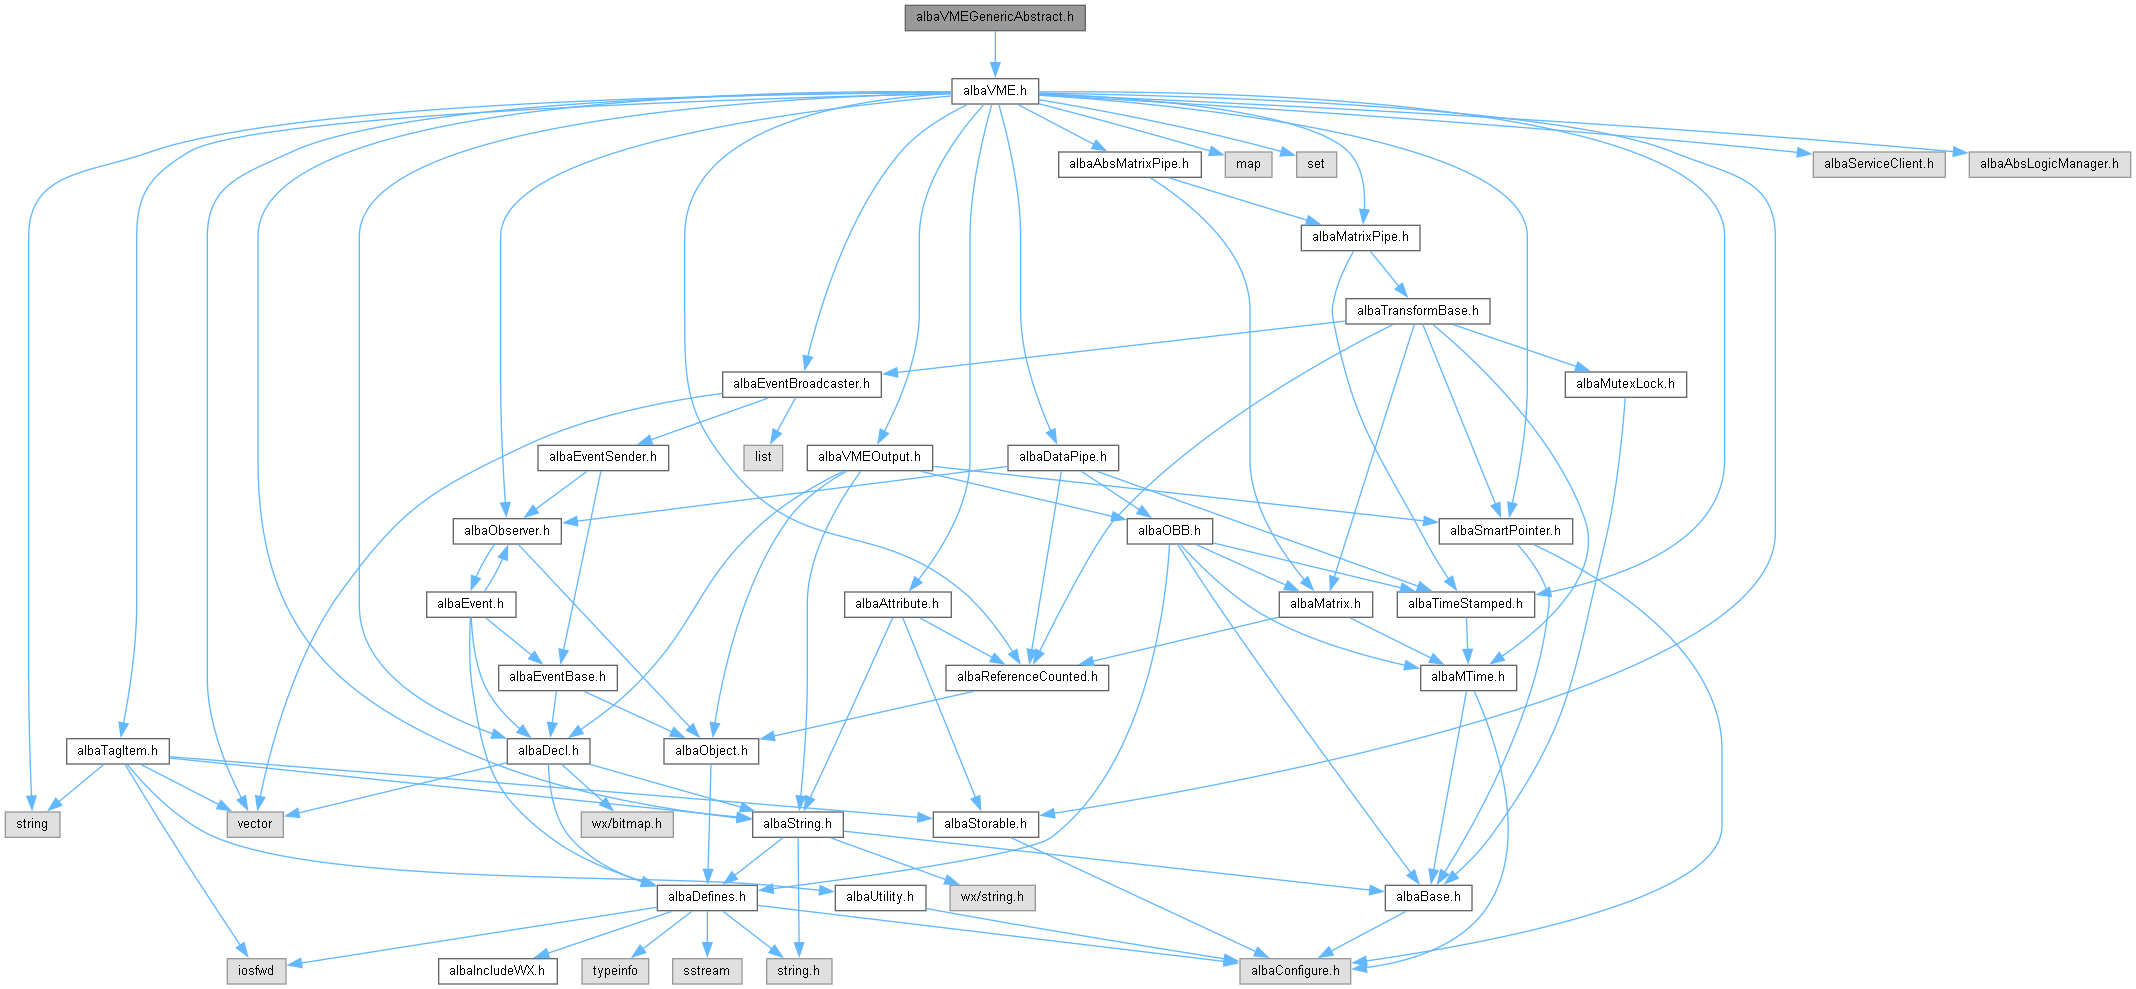 albaVMEGenericAbstract.h
albaVME.h
albaAbsMatrixPipe.h
map
set
albaServiceClient.h
albaAbsLogicManager.h
albaMatrixPipe.h
albaTransformBase.h
albaEventBroadcaster.h
albaMutexLock.h
albaEventSender.h
list
albaVMEOutput.h
albaDataPipe.h
albaObserver.h
albaOBB.h
albaSmartPointer.h
albaEvent.h
albaAttribute.h
albaMatrix.h
albaTimeStamped.h
albaEventBase.h
albaReferenceCounted.h
albaMTime.h
albaTagItem.h
albaDecl.h
albaObject.h
string
vector
wx/bitmap.h
albaString.h
albaStorable.h
albaDefines.h
albaUtility.h
wx/string.h
albaBase.h
iosfwd
albaIncludeWX.h
typeinfo
sstream
string.h
albaConfigure.h